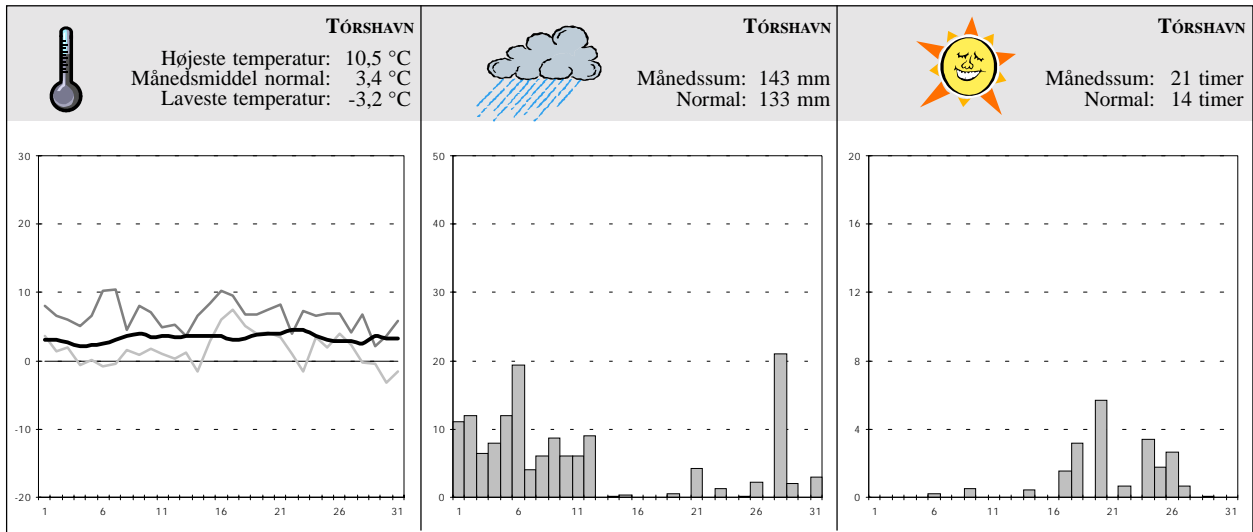 TÓRSHAVN
Højeste temperatur: 10,5 °C
Månedsmiddel normal: 3,4 °C
Laveste temperatur: -3,2 °C
30
20
10
0
-10
-20
1 6 11 16 21 26 31
TÓRSHAVN
Månedssum: 143 mm
Normal: 133 mm
50
40
30
20
10
0
1 6 11 16 21 26 31
TÓRSHAVN
Månedssum: 21 timer
Normal: 14 timer
20
16
12
8
4
0
1 6 11 16 21 26 31